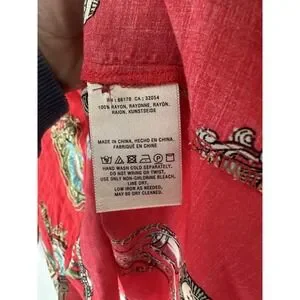 RN : 66170 CA : 32054
100% RAYON, RAYONNE, RAYÓN,
RAION, KUNSTSEIDE
MADE IN CHINA, HECHO EN CHINA,
FABRIQUÉ EN CHINE
HAND WASH COLD SEPARATELY.
DO NOT WRING OR TWIST,
USE ONLY NON-CHLORINE BLEACH,
LINE DRY,
LOW IRON AS NEEDED,
MAY BE DRY CLEANED.